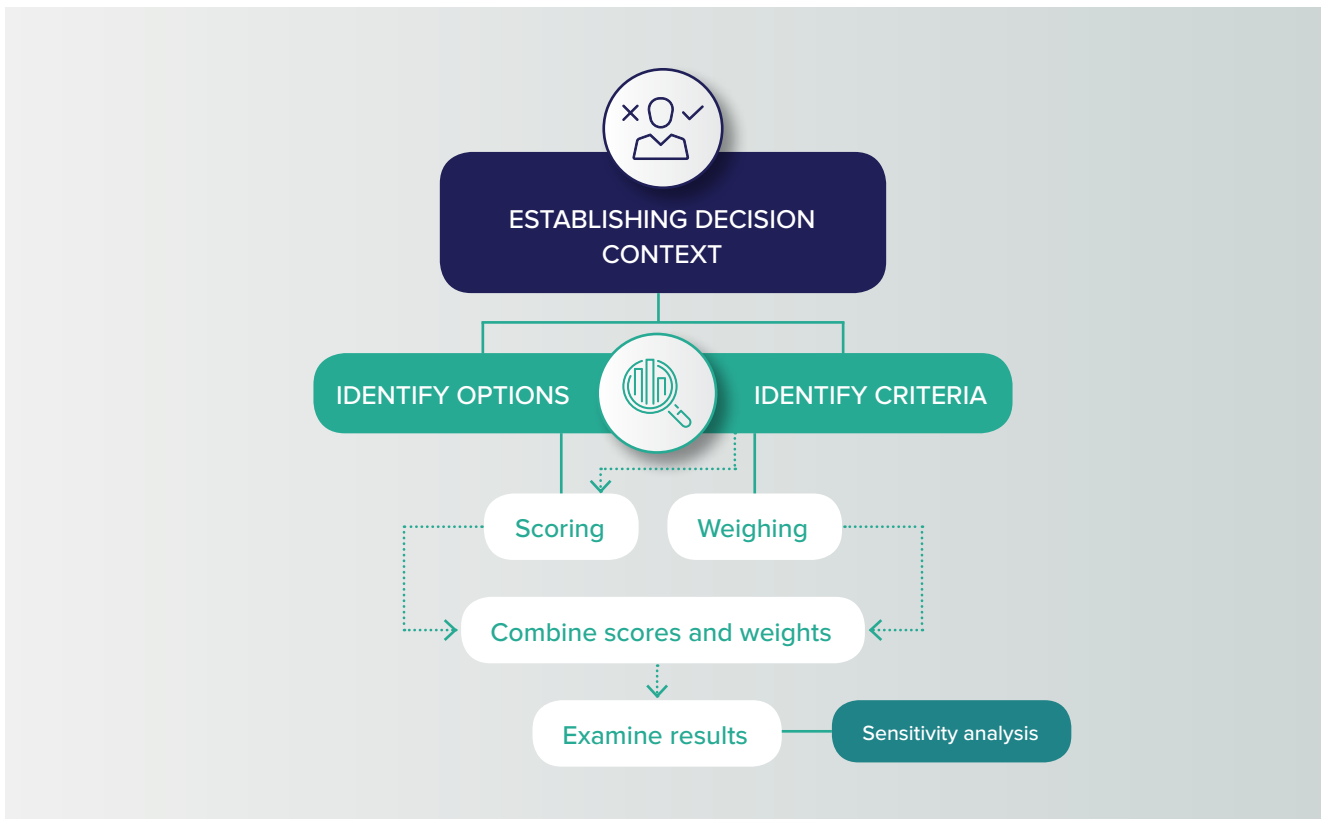 ESTABLISHING DECISION
CONTEXT
IDENTIFY OPTIONS
IDENTIFY CRITERIA
Scoring
Weighing
Combine scores and weights
Examine results
Sensitivity analysis